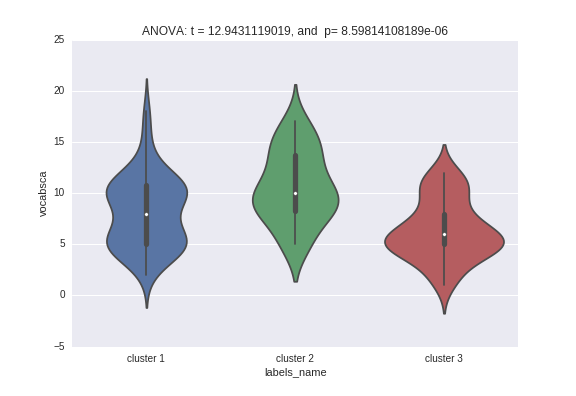 ANOVA: t = 12.9431119019, and  p= 8.59814108189e-06
25
20
15
10
5
0
−5
vocabsca
cluster 1
cluster 2
cluster 3
labels_name